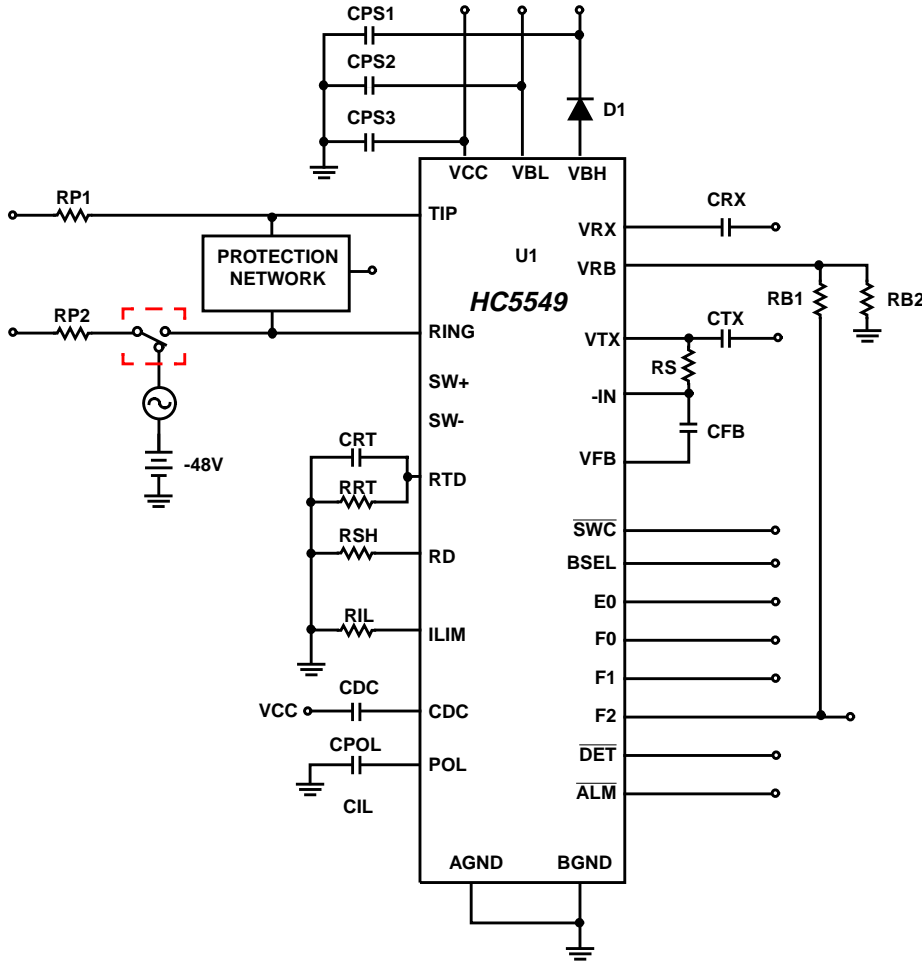 CPS1
CPS2
CPS3
D1
VCC VBL VBH
RP1
TIP
PROTECTION
NETWORK
RP2
RING
-48V
SW+
SW-
CRT
RRT
RTD
RSH
RD
RIL
ILIM
CDC
VCC
CDC
CPOL
POL
CIL
U1
HC5549
VRX
CRX
VRB
RB1
RB2
VTX
CTX
RS
-IN
CFB
VFB
SWC
BSEL
E0
F0
F1
F2
DET
ALM
AGND BGND